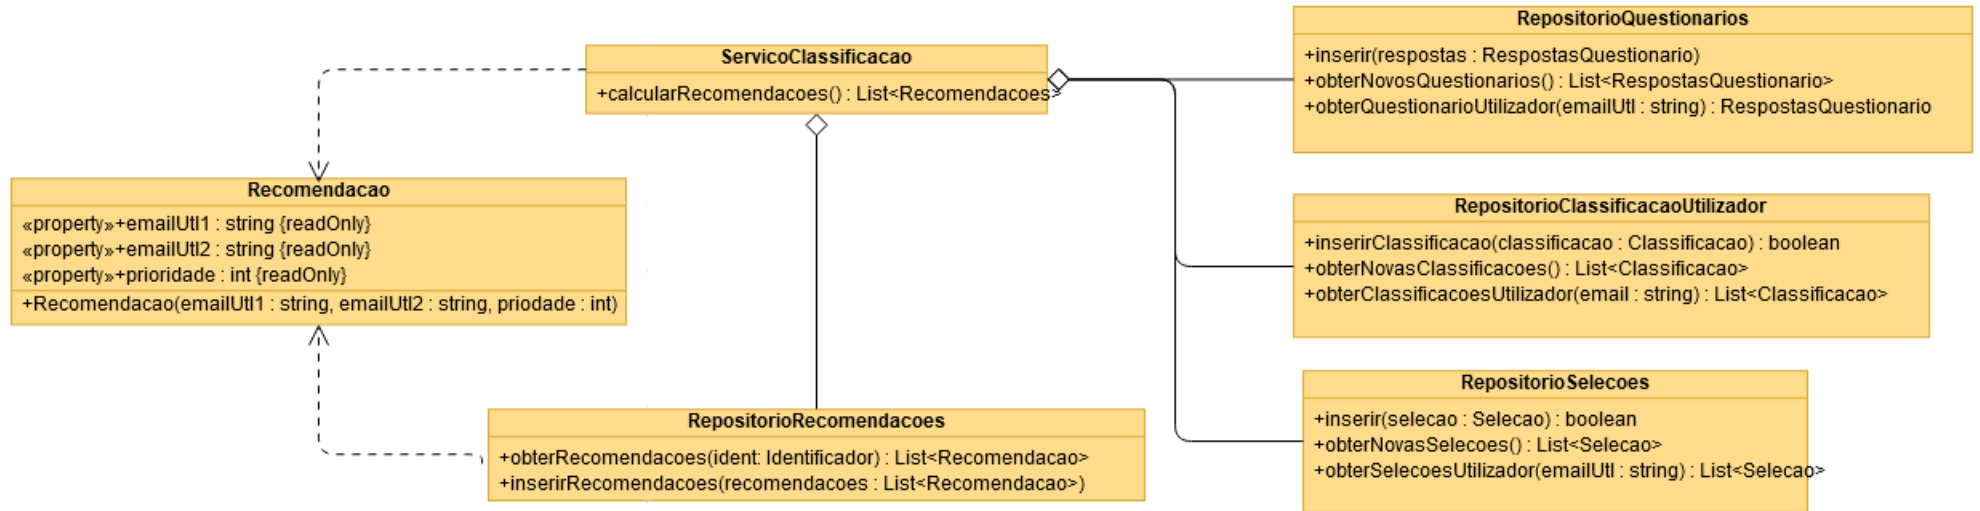 ServicoClassificacao
+calcularRecomendacoes() : List<Recomendacoes>
RepositorioQuestionarios
+inserir(respostas : RespostasQuestionario)
+obterNovosQuestionarios() : List<RespostasQuestionario>
+obterQuestionarioUtilizador(emailUtl : string) : RespostasQuestionario
Recomendacao
«property»+emailUtl1 : string {readOnly}
«property»+emailUtl2 : string {readOnly}
«property»+prioridade : int {readOnly}
+Recomendacao(emailUtl1 : string, emailUtl2 : string, priodade : int)
RepositorioClassificacaoUtilizador
+inserirClassificacao(classificacao : Classificacao) : boolean
+obterNovasClassificacoes() : List<Classificacao>
+obterClassificacoesUtilizador(email : string) : List<Classificacao>
RepositorioRecomendacoes
+obterRecomendacoes(ident: Identificador) : List<Recomendacao>
+inserirRecomendacoes(recomendacoes : List<Recomendacao>)
RepositorioSelecoes
+inserir(selecao : Selecao) : boolean
+obterNovasSelecoes() : List<Selecao>
+obterSelecoesUtilizador(emailUtl : string) : List<Selecao>